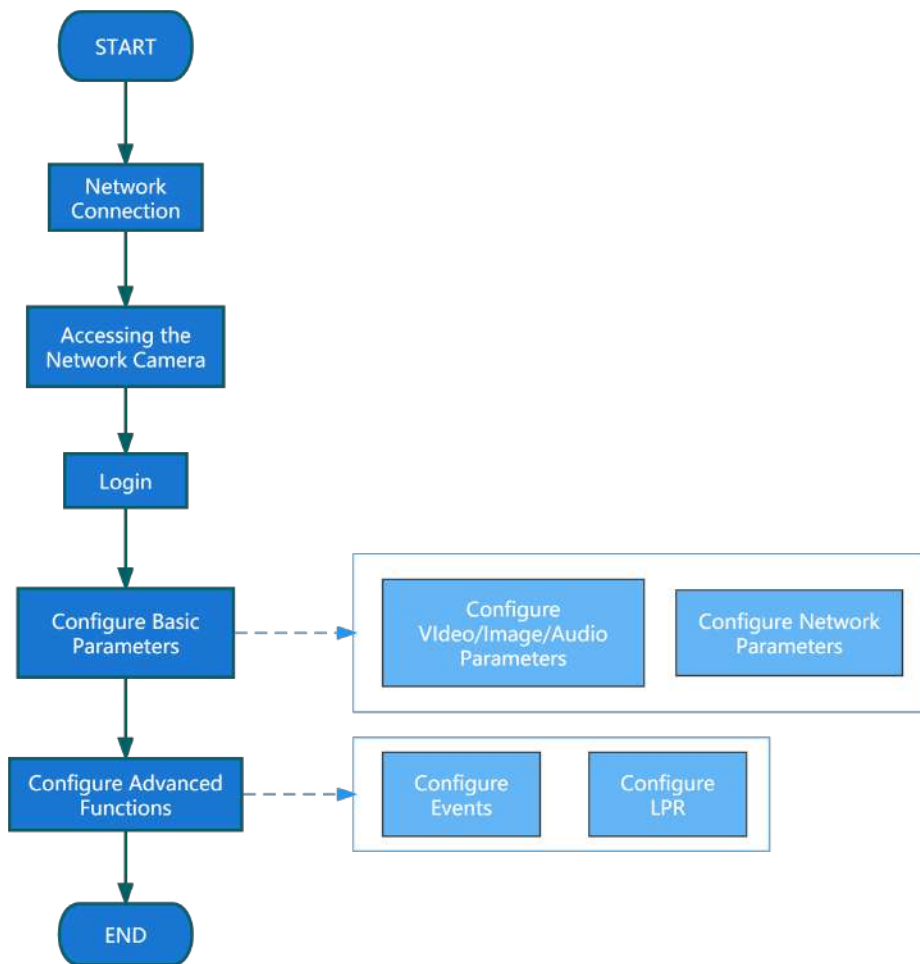 START
Network
Connection
Accessing the
Network Camera
Login
Configure Basic
Parameters
Configure
VIdeo/Image/Audio
Parameters
Configure Network
Parameters
Configure Advanced
Functions
Configure
Events
Configure
LPR
END